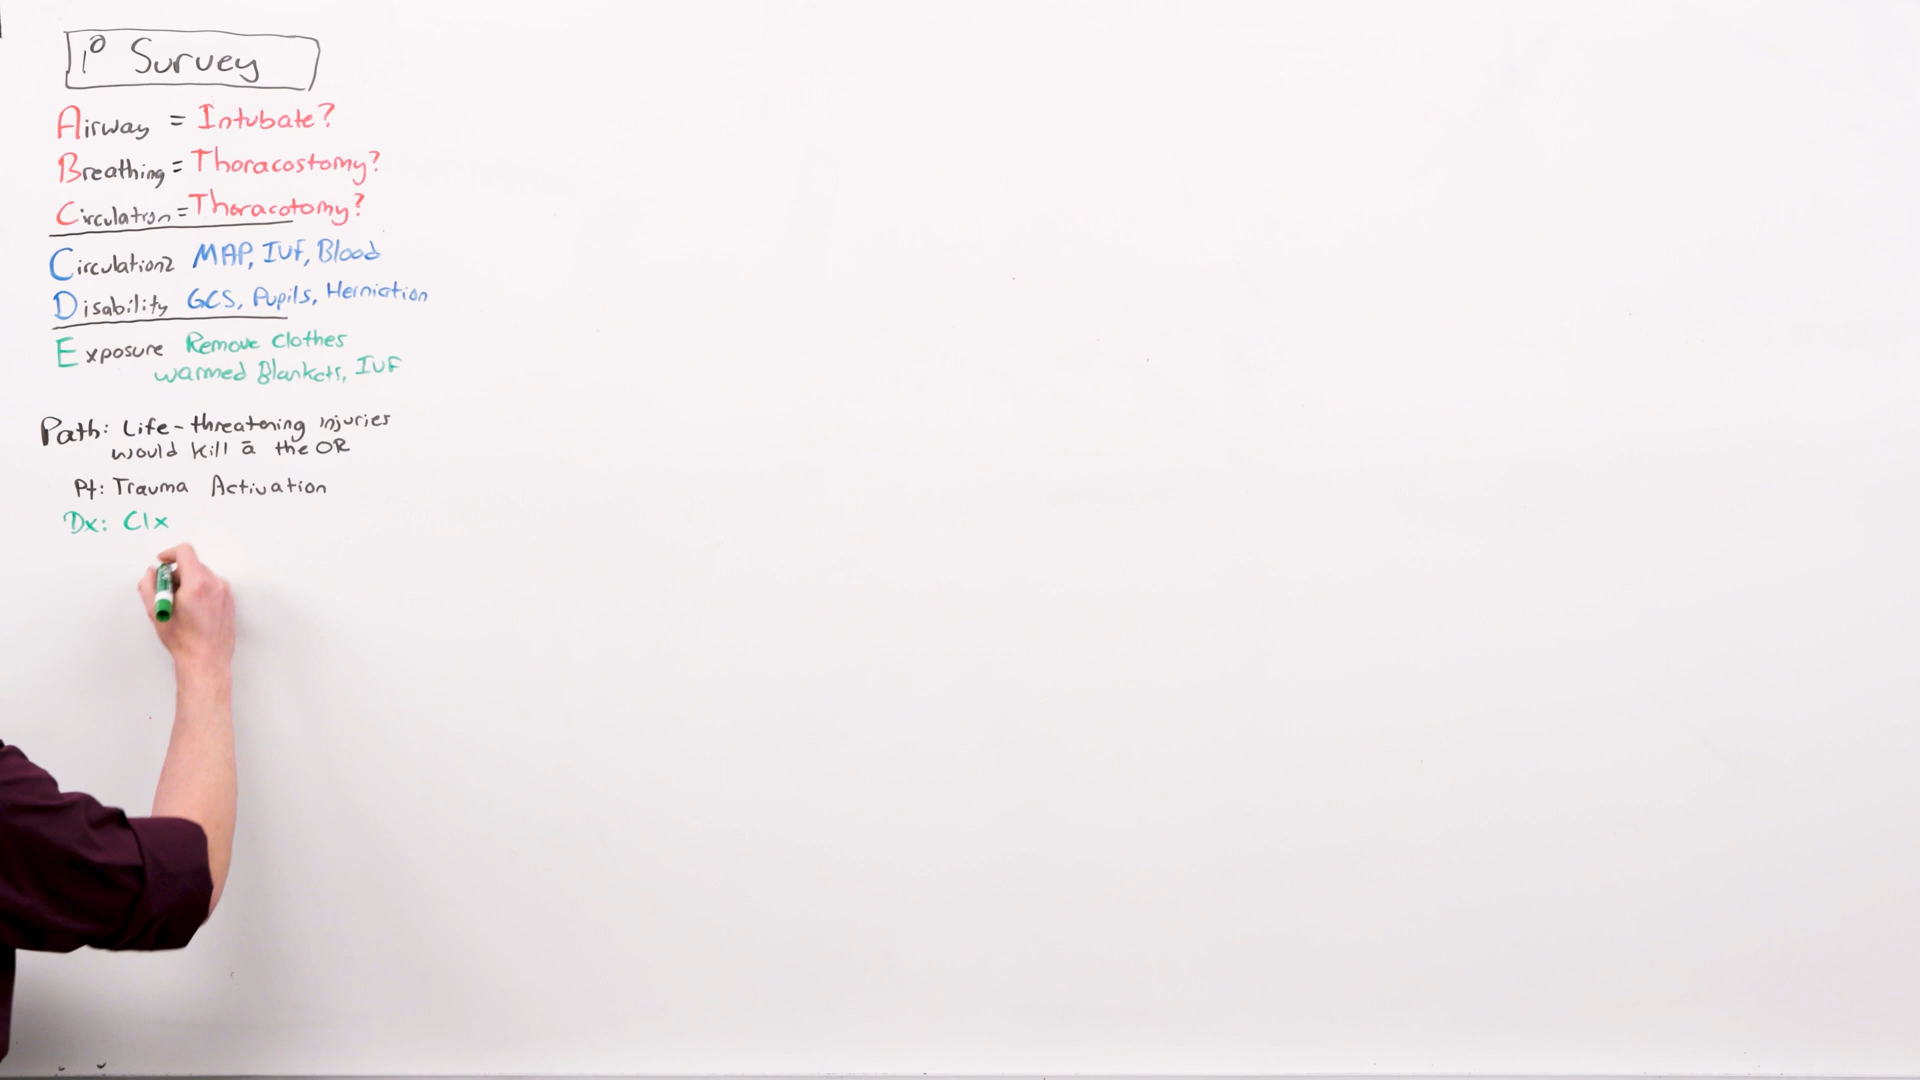 1° Survey
Airway = Intubate?
Breathing = Thoracostomy?
Circulation = Thoracotomy?
Circulation2 MAP, IVF, Blood
Disability GCS, Pupils, Herniation
Exposure Remove Clothes
warmed Blankets, IVF
Path: Life-threatening injuries
would kill ā the OR
Pt: Trauma Activation
Dx: Clx